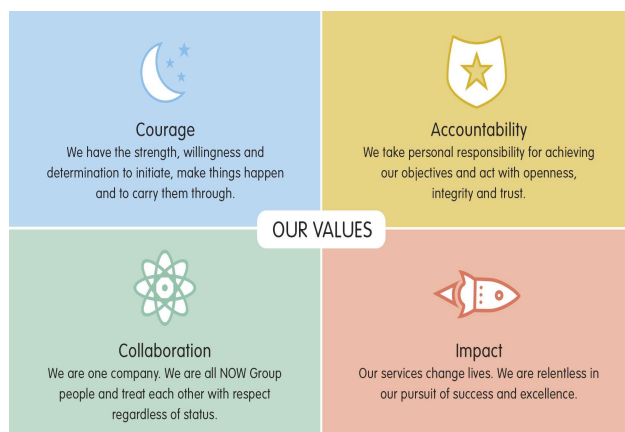 Courage
We have the strength, willingness and
determination to initiate, make things happen
and to carry them through.
Accountability
We take personal responsibility for achieving
our objectives and act with openness,
integrity and trust.
OUR VALUES
Collaboration
We are one company. We are all NOW Group
people and treat each other with respect
regardless of status.
Impact
Our services change lives. We are relentless in
our pursuit of success and excellence.